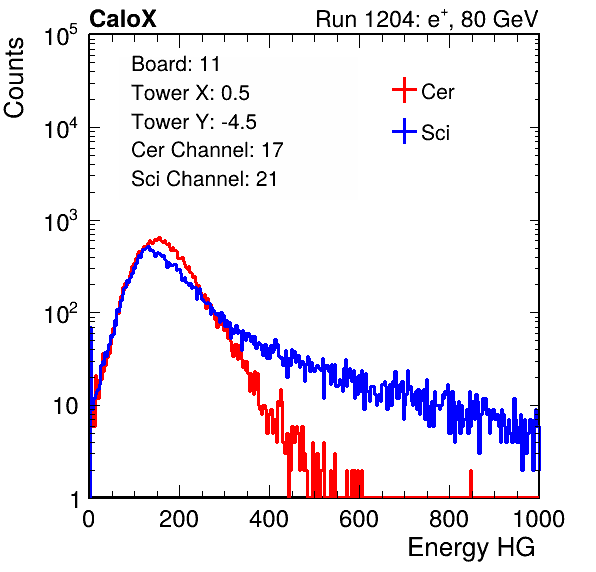 CaloX Run 1204: e⁺, 80 GeV
Counts
10⁵
10⁴
10³
10²
10
1
Board: 11
Tower X: 0.5
Tower Y: -4.5
Cer Channel: 17
Sci Channel: 21
Cer
Sci
0 200 400 600 800 1000
Energy HG